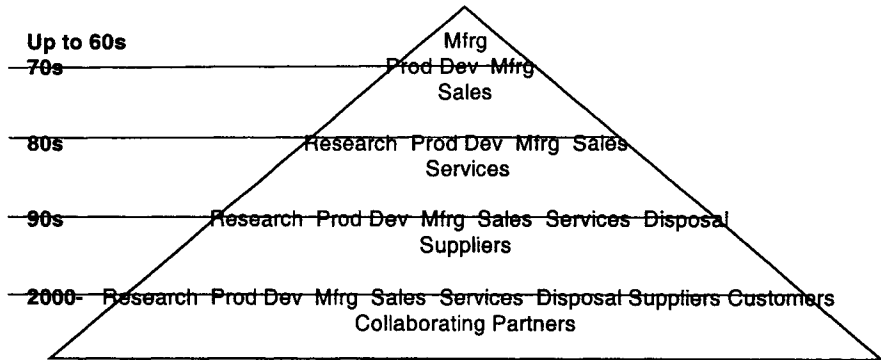 Up to 60s Mfrg
70s Prod Dev Mfrg
Sales
80s Research Prod Dev Mfrg Sales
Services
90s Research Prod Dev Mfrg Sales Services Disposal
Suppliers
2000- Research Prod Dev Mfrg Sales Services Disposal Suppliers Customers
Collaborating Partners